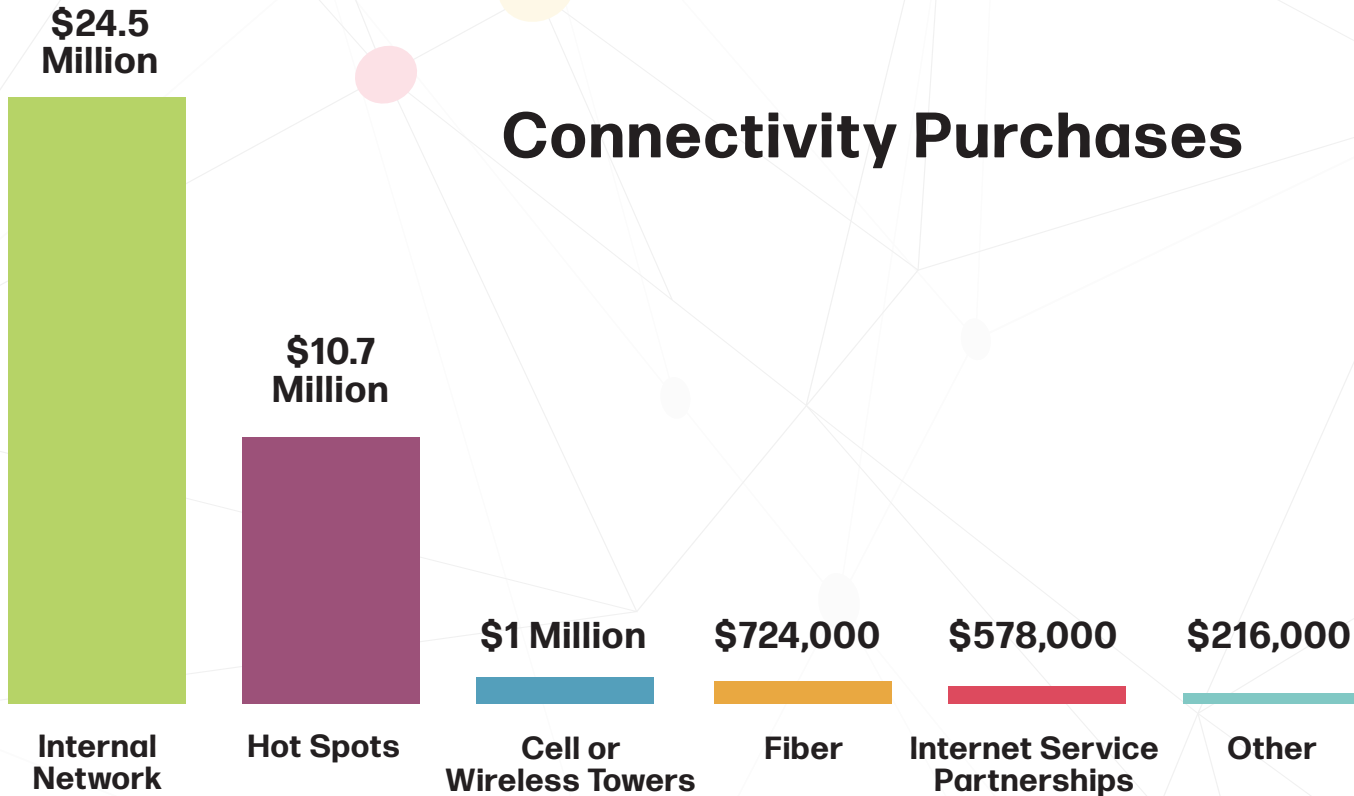 $24.5
Million
Connectivity Purchases
$10.7
Million
$1 Million
$724,000
$578,000
$216,000
Internal
Network
Hot Spots
Cell or
Wireless Towers
Fiber
Internet Service
Partnerships
Other